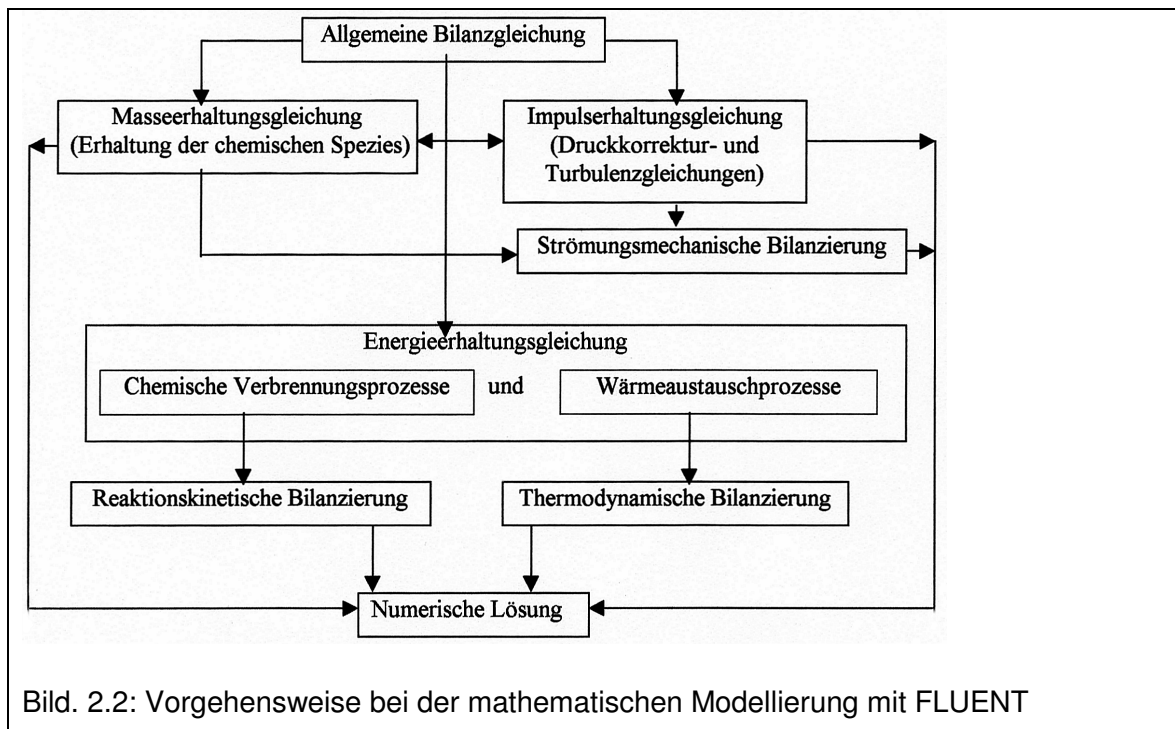 Allgemeine Bilanzgleichung
Masseerhaltungsgleichung
(Erhaltung der chemischen Spezies)
Impulserhaltungsgleichung
(Druckkorrektur- und
Turbulenzgleichungen)
Strömungsmechanische Bilanzierung
Energieerhaltungsgleichung
Chemische Verbrennungsprozesse und Wärmeaustauschprozesse
Reaktionskinetische Bilanzierung
Thermodynamische Bilanzierung
Numerische Lösung
Bild. 2.2: Vorgehensweise bei der mathematischen Modellierung mit FLUENT